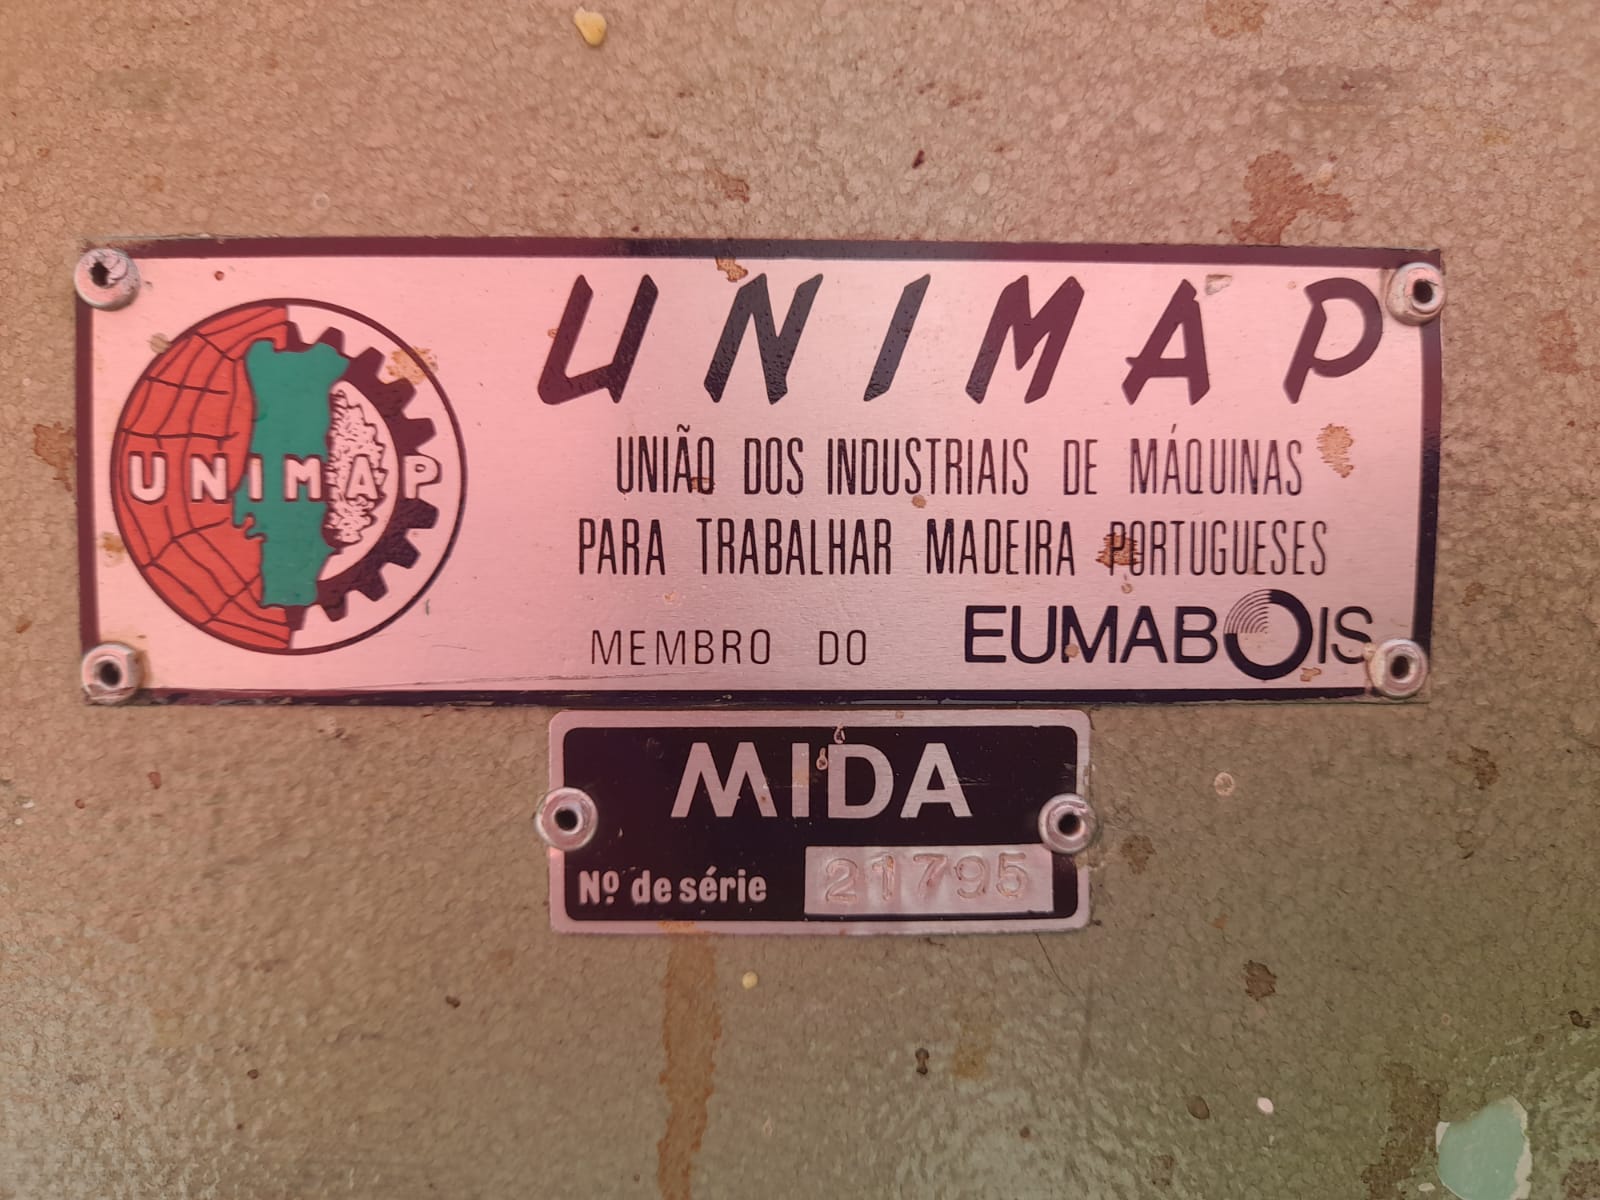 UNIMAP
UNIMAP
UNIÃO DOS INDUSTRIAIS DE MÁQUINAS
PARA TRABALHAR MADEIRA PORTUGUESES
MEMBRO DO EUMABOIS
MIDA
Nº de série 21795